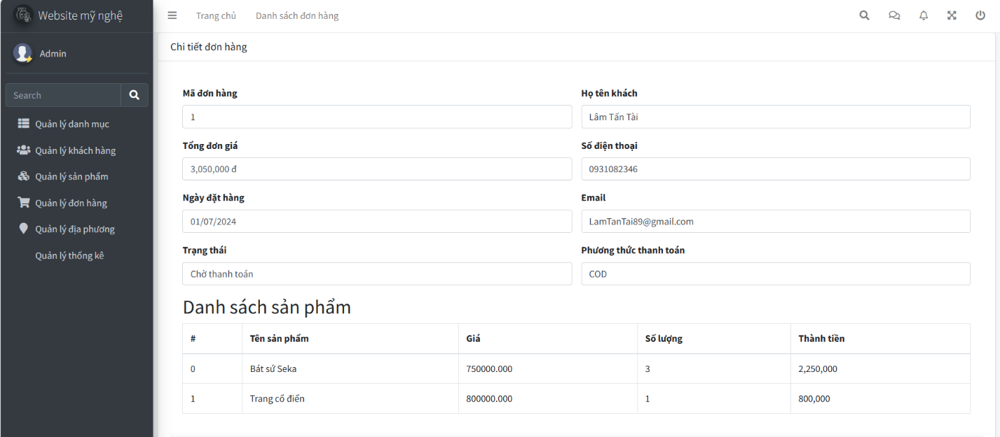 Website mỹ nghệ
Trang chủ Danh sách đơn hàng
Admin
Search
Quản lý danh mục
Quản lý khách hàng
Quản lý sản phẩm
Quản lý đơn hàng
Quản lý địa phương
Quản lý thống kê
Chi tiết đơn hàng
Mã đơn hàng Họ tên khách
1 Lâm Tấn Tài
Tổng đơn giá Số điện thoại
3,050,000 đ 0931082346
Ngày đặt hàng Email
01/07/2024 LamTanTai89@gmail.com
Trạng thái Phương thức thanh toán
Chờ thanh toán COD
Danh sách sản phẩm
# Tên sản phẩm Giá Số lượng Thành tiền
0 Bát sứ Seka 750000.000 3 2,250,000
1 Trang cổ điển 800000.000 1 800,000